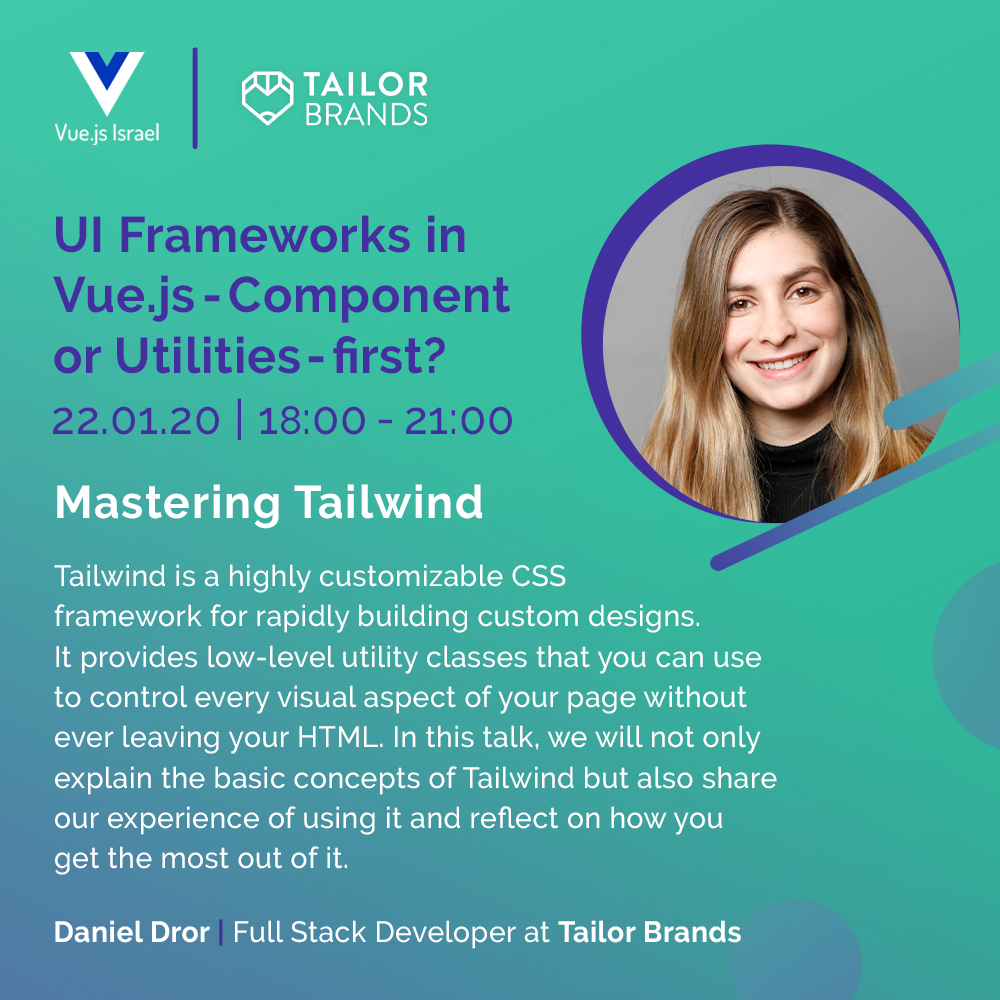 Vue.js Israel
TAILOR
BRANDS
UI Frameworks in
Vue.js - Component
or Utilities - first?
22.01.20 | 18:00 - 21:00
Mastering Tailwind
Tailwind is a highly customizable CSS
framework for rapidly building custom designs.
It provides low-level utility classes that you can use
to control every visual aspect of your page without
ever leaving your HTML. In this talk, we will not only
explain the basic concepts of Tailwind but also share
our experience of using it and reflect on how you
get the most out of it.
Daniel Dror | Full Stack Developer at Tailor Brands